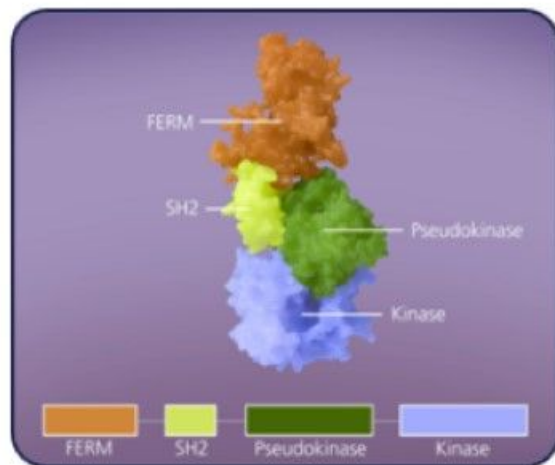 FERM
SH2
Pseudokinase
Kinase
FERM SH2 Pseudokinase Kinase